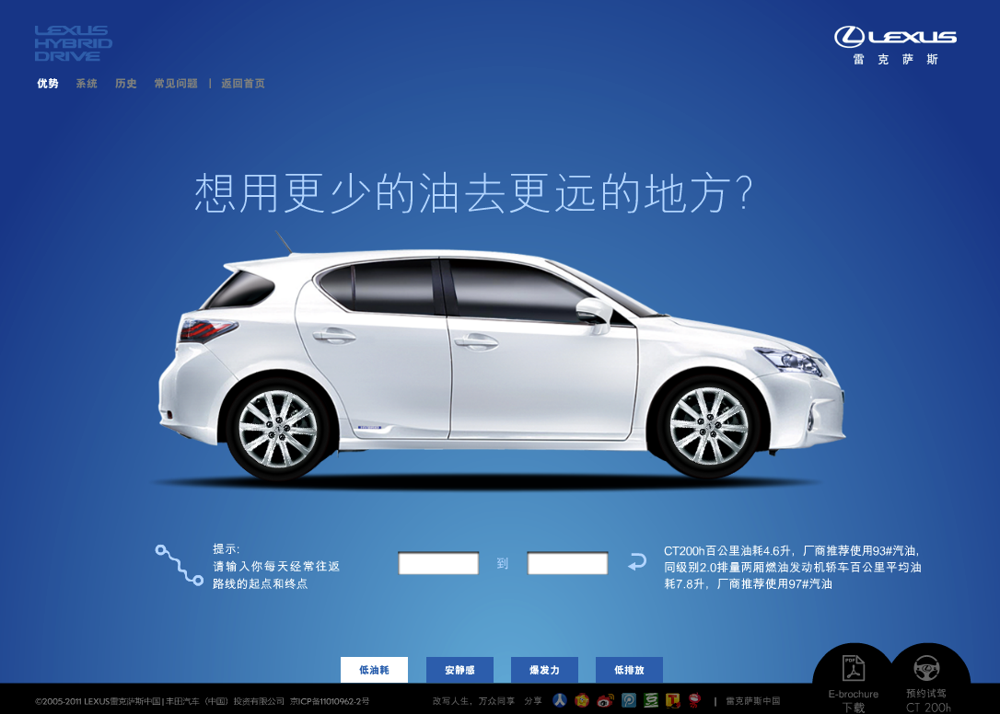 LEXUS
HYBRID
DRIVE
LEXUS
雷克萨斯
优势 系统 历史 常见问题 | 返回首页
想用更少的油去更远的地方?
HYBRID
提示:
请输入你每天经常往返
路线的起点和终点
到
CT200h百公里油耗4.6升，厂商推荐使用93#汽油,
同级别2.0排量两厢燃油发动机轿车百公里平均油
耗7.8升，厂商推荐使用97#汽油
低油耗 安静感 爆发力 低排放
PDF
E-brochure
下载
预约试驾
CT 200h
©2005-2011 LEXUS雷克萨斯中国|丰田汽车（中国）投资有限公司 京ICP备11010962-2号
改写人生，万众同享 分享 | 雷克萨斯中国